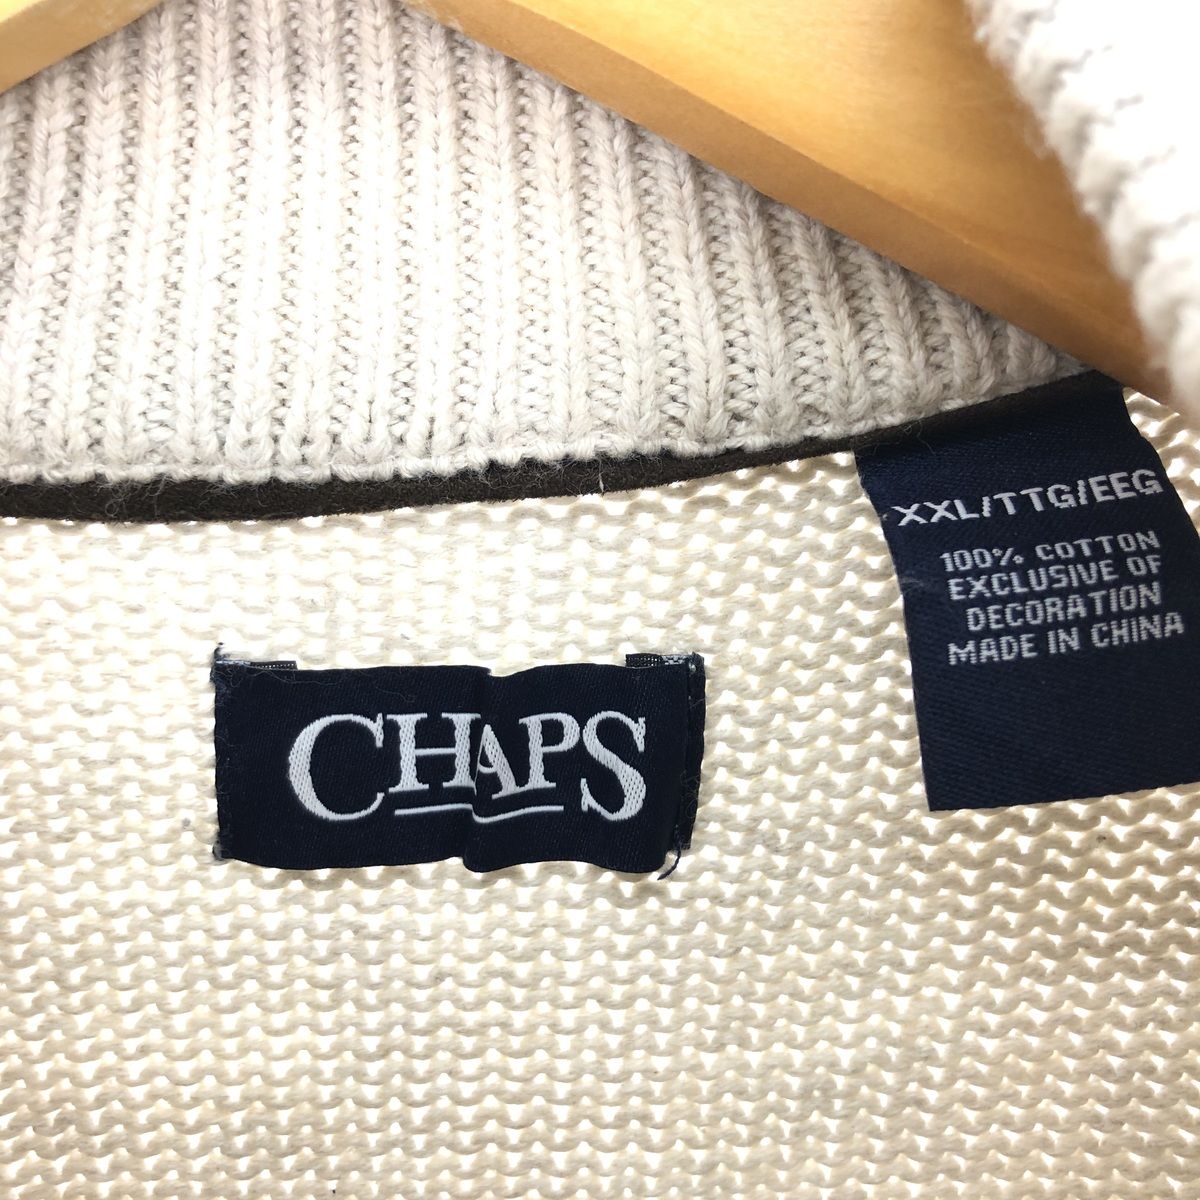 CHAPS
XXL/TTG/EEG
100% COTTON
EXCLUSIVE OF
DECORATION
MADE IN CHINA